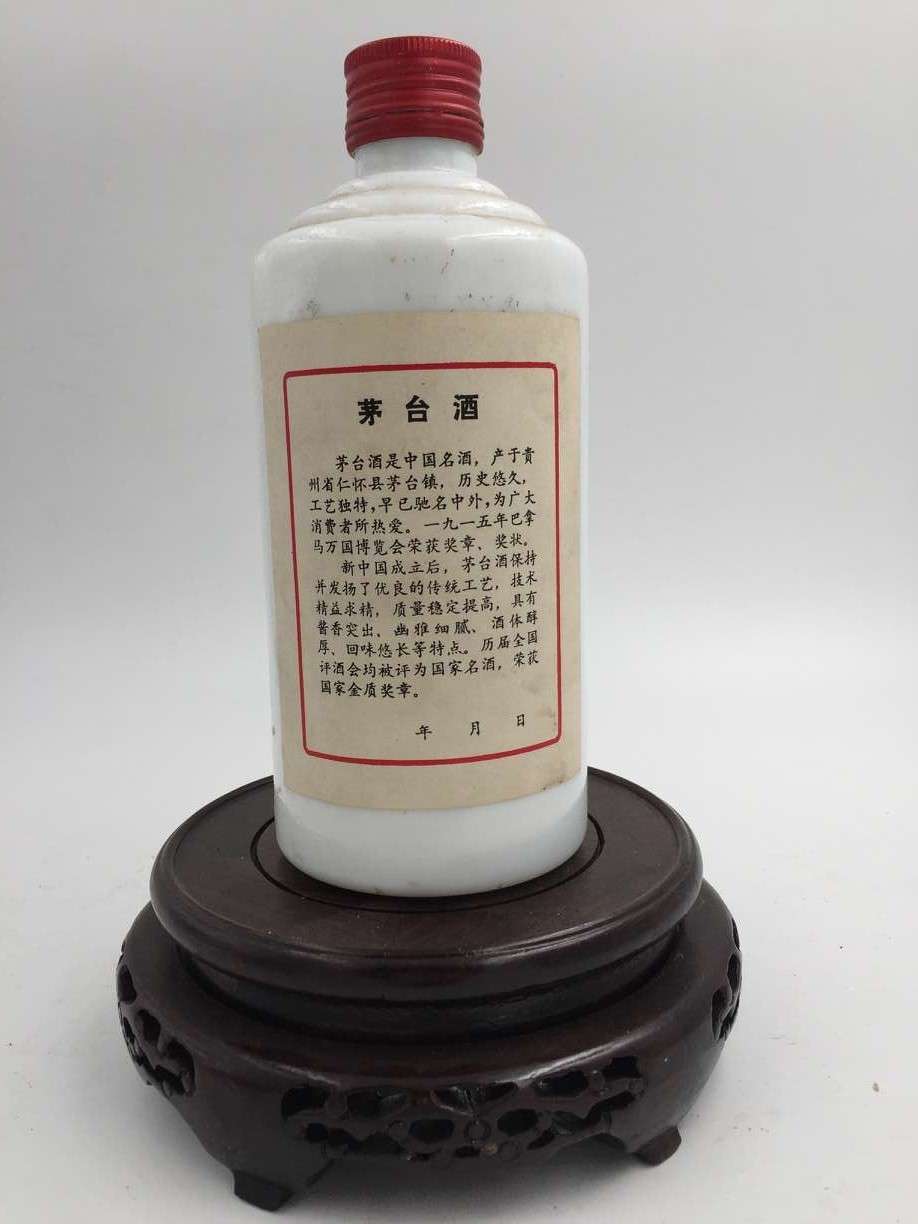 茅台酒
茅台酒是中国名酒，产于贵
州省仁怀县茅台镇，历史悠久，
工艺独特，早已驰名中外，为广大
消费者所热爱。一九一五年巴拿
马万国博览会荣获奖章、奖状。
新中国成立后，茅台酒保持
并发扬了优良的传统工艺，技术
精益求精，质量稳定提高，具有
酱香突出、幽雅细腻、酒体醇
厚、回味悠长等特点。历届全国
评酒会均被评为国家名酒，荣获
国家金质奖章。
年 月 日